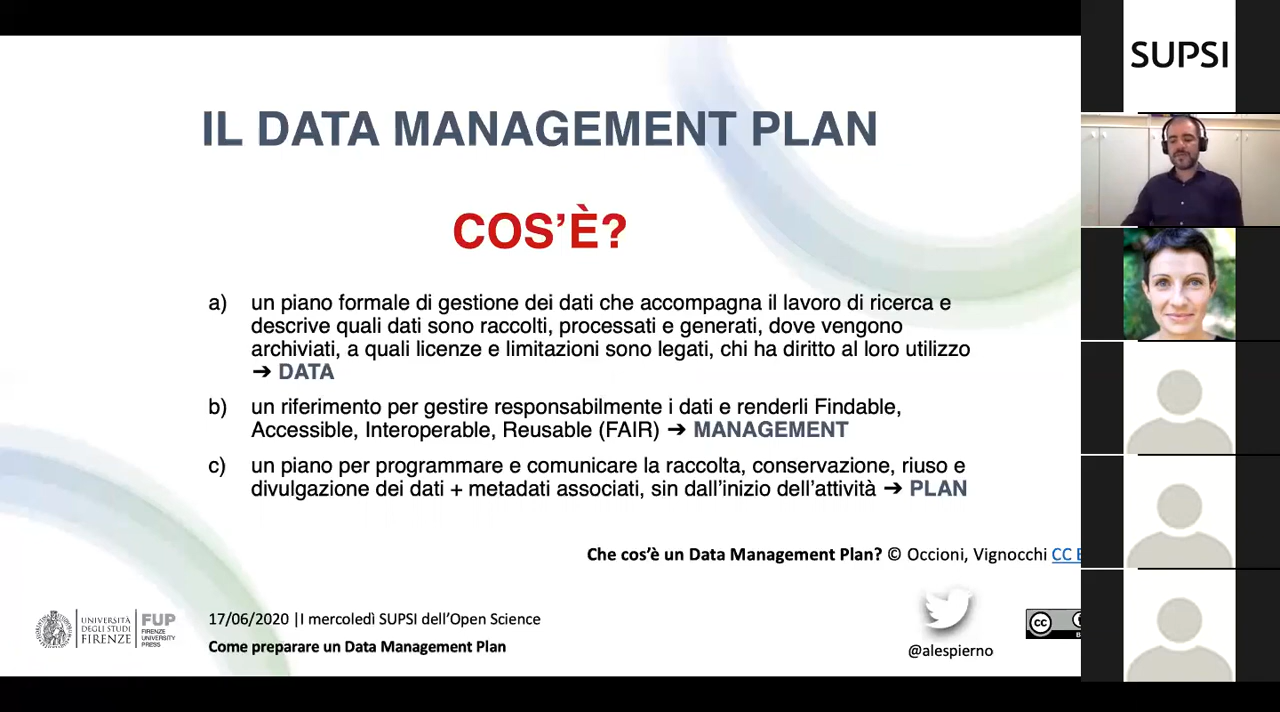 IL DATA MANAGEMENT PLAN
COS'È?
a) un piano formale di gestione dei dati che accompagna il lavoro di ricerca e
descrive quali dati sono raccolti, processati e generati, dove vengono
archiviati, a quali licenze e limitazioni sono legati, chi ha diritto al loro utilizzo
➔ DATA
b) un riferimento per gestire responsabilmente i dati e renderli Findable,
Accessible, Interoperable, Reusable (FAIR) ➔ MANAGEMENT
c) un piano per programmare e comunicare la raccolta, conservazione, riuso e
divulgazione dei dati + metadati associati, sin dall'inizio dell'attività ➔ PLAN
Che cos'è un Data Management Plan? © Occioni, Vignocchi CC
UNIVERSITÀ
DEGLI STUDI
FIRENZE
FUP
FIRENZE
UNIVERSITY
PRESS
17/06/2020 |I mercoledì SUPSI dell'Open Science
Come preparare un Data Management Plan
@alespierno
CC
SUPSI